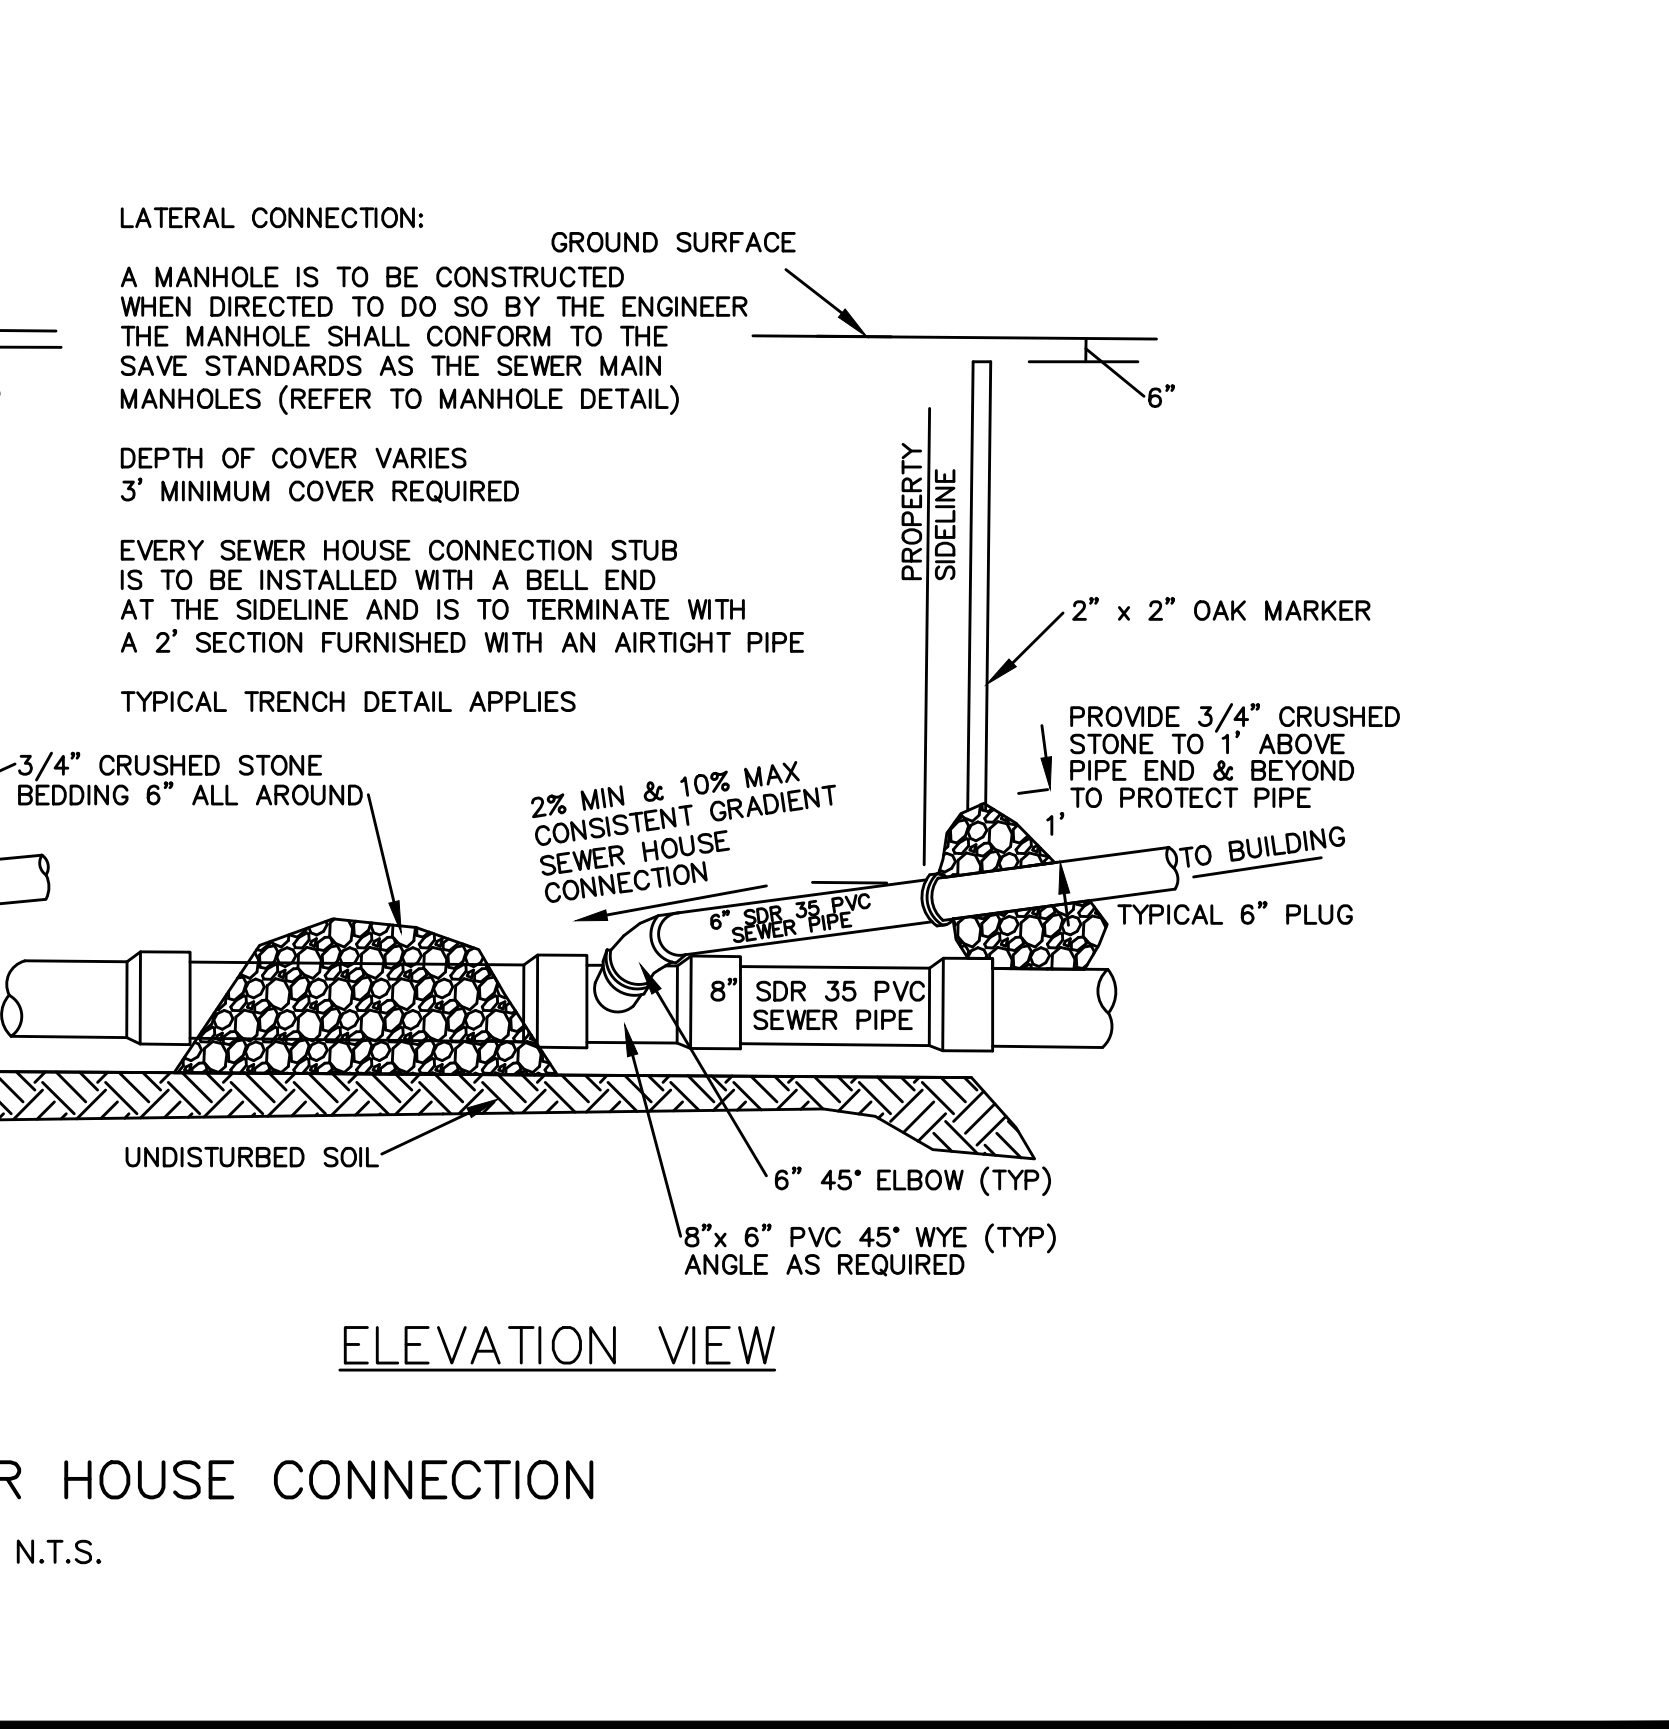 LATERAL CONNECTION:
GROUND SURFACE
A MANHOLE IS TO BE CONSTRUCTED
WHEN DIRECTED TO DO SO BY THE ENGINEER
THE MANHOLE SHALL CONFORM TO THE
SAVE STANDARDS AS THE SEWER MAIN
MANHOLES (REFER TO MANHOLE DETAIL)
6”
DEPTH OF COVER VARIES
3' MINIMUM COVER REQUIRED
PROPERTY
SIDELINE
EVERY SEWER HOUSE CONNECTION STUB
IS TO BE INSTALLED WITH A BELL END
AT THE SIDELINE AND IS TO TERMINATE WITH
A 2' SECTION FURNISHED WITH AN AIRTIGHT PIPE
2” x 2” OAK MARKER
TYPICAL TRENCH DETAIL APPLIES
PROVIDE 3/4” CRUSHED
STONE TO 1' ABOVE
PIPE END & BEYOND
TO PROTECT PIPE
3/4” CRUSHED STONE
BEDDING 6” ALL AROUND
2% MIN & 10% MAX
CONSISTENT GRADIENT
SEWER HOUSE
CONNECTION
1'
TO BUILDING
6” SDR 35 PVC
SEWER PIPE
TYPICAL 6” PLUG
8” SDR 35 PVC
SEWER PIPE
UNDISTURBED SOIL
6” 45° ELBOW (TYP)
8”x 6” PVC 45° WYE (TYP)
ANGLE AS REQUIRED
ELEVATION VIEW
R HOUSE CONNECTION
N.T.S.